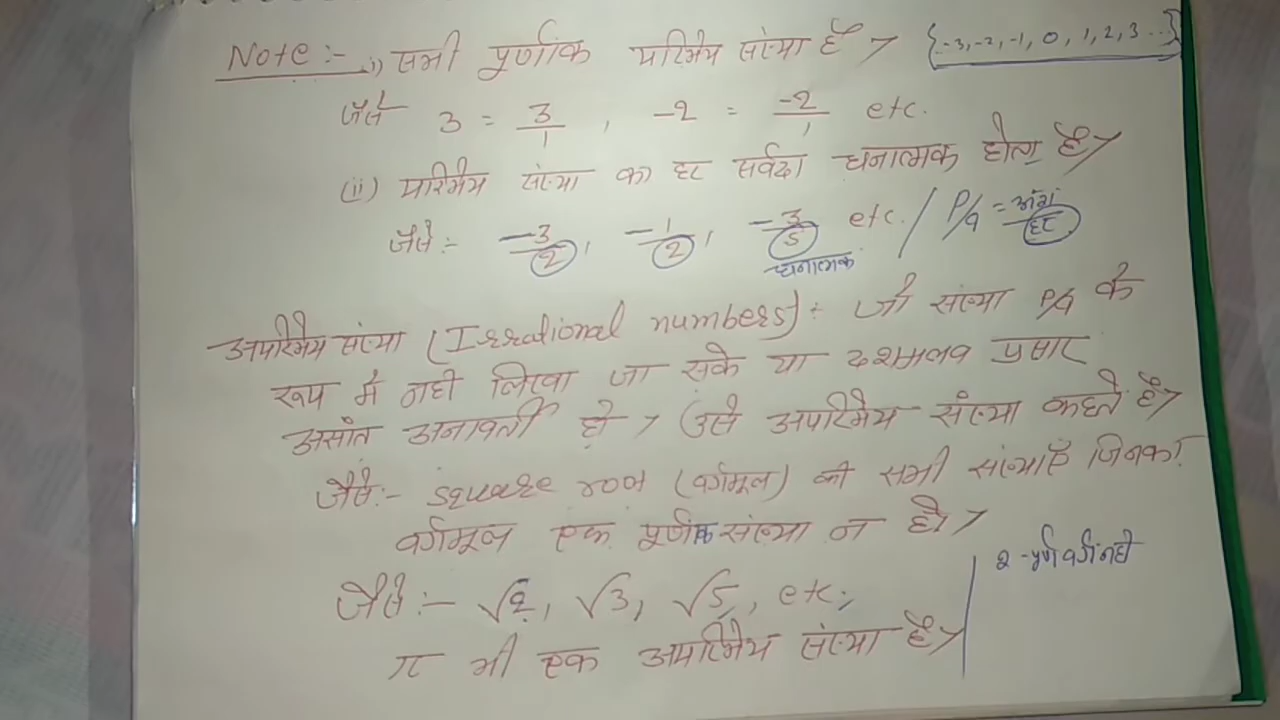 Note :- i) सभी पूर्णांक परिमेय संख्या है > {-3,-2,-1, 0, 1, 2, 3...}
जैसे 3 = 3/1 , -2 = -2/1 etc.
(ii) परिमेय संख्या का हर सर्वदा धनात्मक होता है >
जैसे :- -3/2, -1/2, -3/5 etc. / P/q = अंश/हर
धनात्मक
अपरिमेय संख्या (Irrational numbers) :- जो संख्या P/q के
रूप में नही लिखा जा सके या दशमलव प्रसार
असांत अनावर्ती हो > उसे अपरिमेय संख्या कहते है >
जैसे :- square root (वर्गमूल) की सभी संख्याएँ जिनका
वर्गमूल एक पूर्णांक संख्या न हो >
जैसे :- √2, √3, √5, etc.
2 - पूर्ण वर्ग नही
π भी एक अपरिमेय संख्या है >